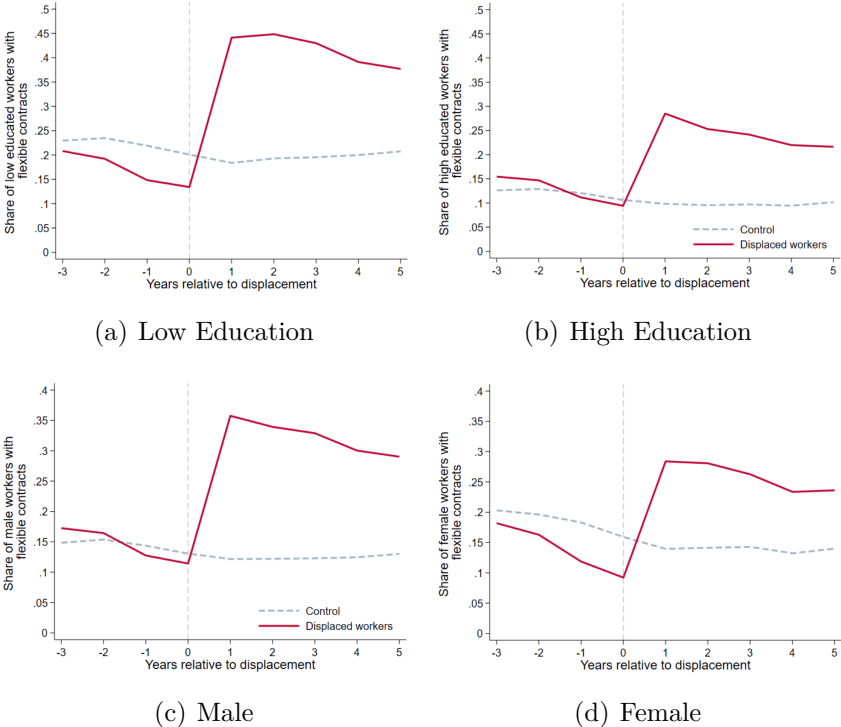 Share of low educated workers with
flexible contracts
.5
.45
.4
.35
.3
.25
.2
.15
.1
.05
0
-3 -2 -1 0 1 2 3 4 5
Years relative to displacement
(a) Low Education
Share of high educated workers with
flexible contracts
.5
.45
.4
.35
.3
.25
.2
.15
.1
.05
0
Control
Displaced workers
-3 -2 -1 0 1 2 3 4 5
Years relative to displacement
(b) High Education
Share of male workers with
flexible contracts
.4
.35
.3
.25
.2
.15
.1
.05
0
Control
Displaced workers
-3 -2 -1 0 1 2 3 4 5
Years relative to displacement
(c) Male
Share of female workers with
flexible contracts
.4
.35
.3
.25
.2
.15
.1
.05
0
-3 -2 -1 0 1 2 3 4 5
Years relative to displacement
(d) Female